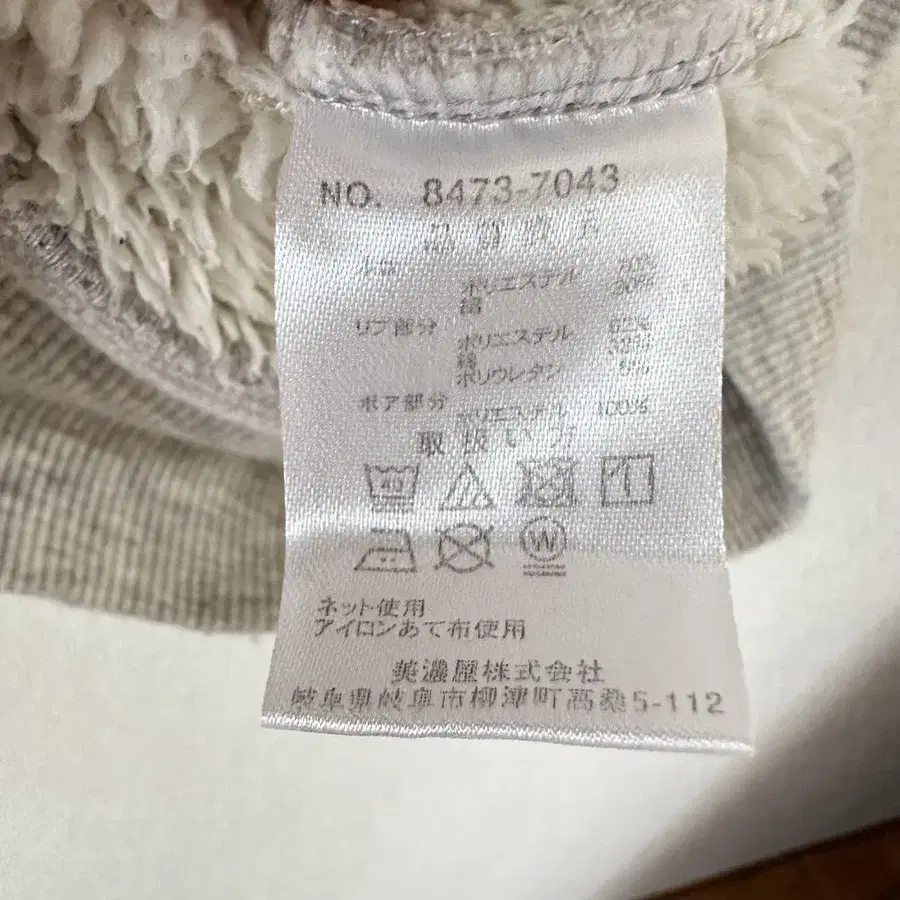 NO. 8473-7043
品質表示
ポリエステル
リブ部分 ポリエステル
綿
ポリウレタン
ボア部分 ポリエステル 100%
取扱い方
40
W
ネット使用
アイロンあて布使用
美濃屋株式会社
岐阜県岐阜市柳津町高桑5-112